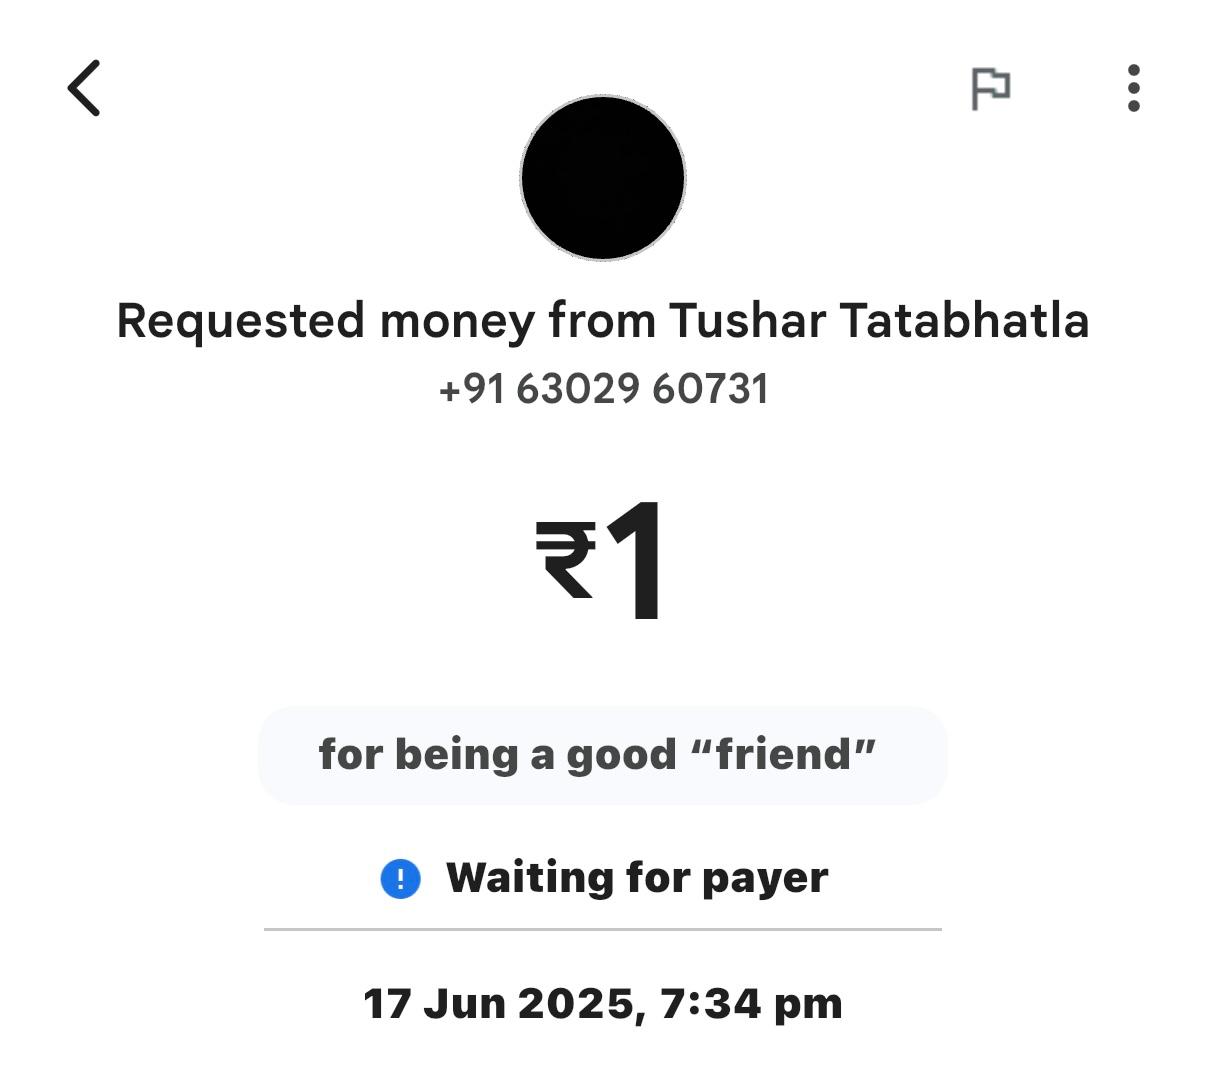 Requested money from Tushar Tatabhatla
+91 63029 60731
₹1
for being a good “friend”
Waiting for payer
17 Jun 2025, 7:34 pm